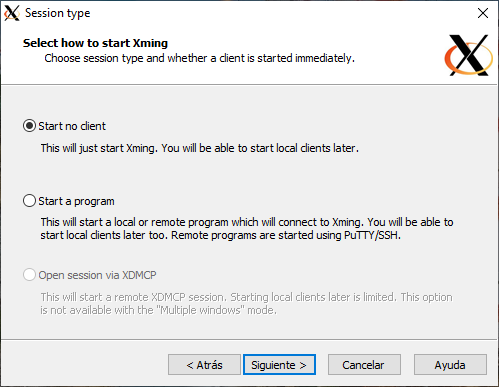 Session type
Select how to start Xming
Choose session type and whether a client is started immediately.
Start no client
This will just start Xming. You will be able to start local clients later.
Start a program
This will start a local or remote program which will connect to Xming. You will be able to
start local clients later too. Remote programs are started using PuTTY/SSH.
Open session via XDMCP
This will start a remote XDMCP session. Starting local clients later is limited. This option
is not available with the "Multiple windows" mode.
< Atrás
Siguiente >
Cancelar
Ayuda